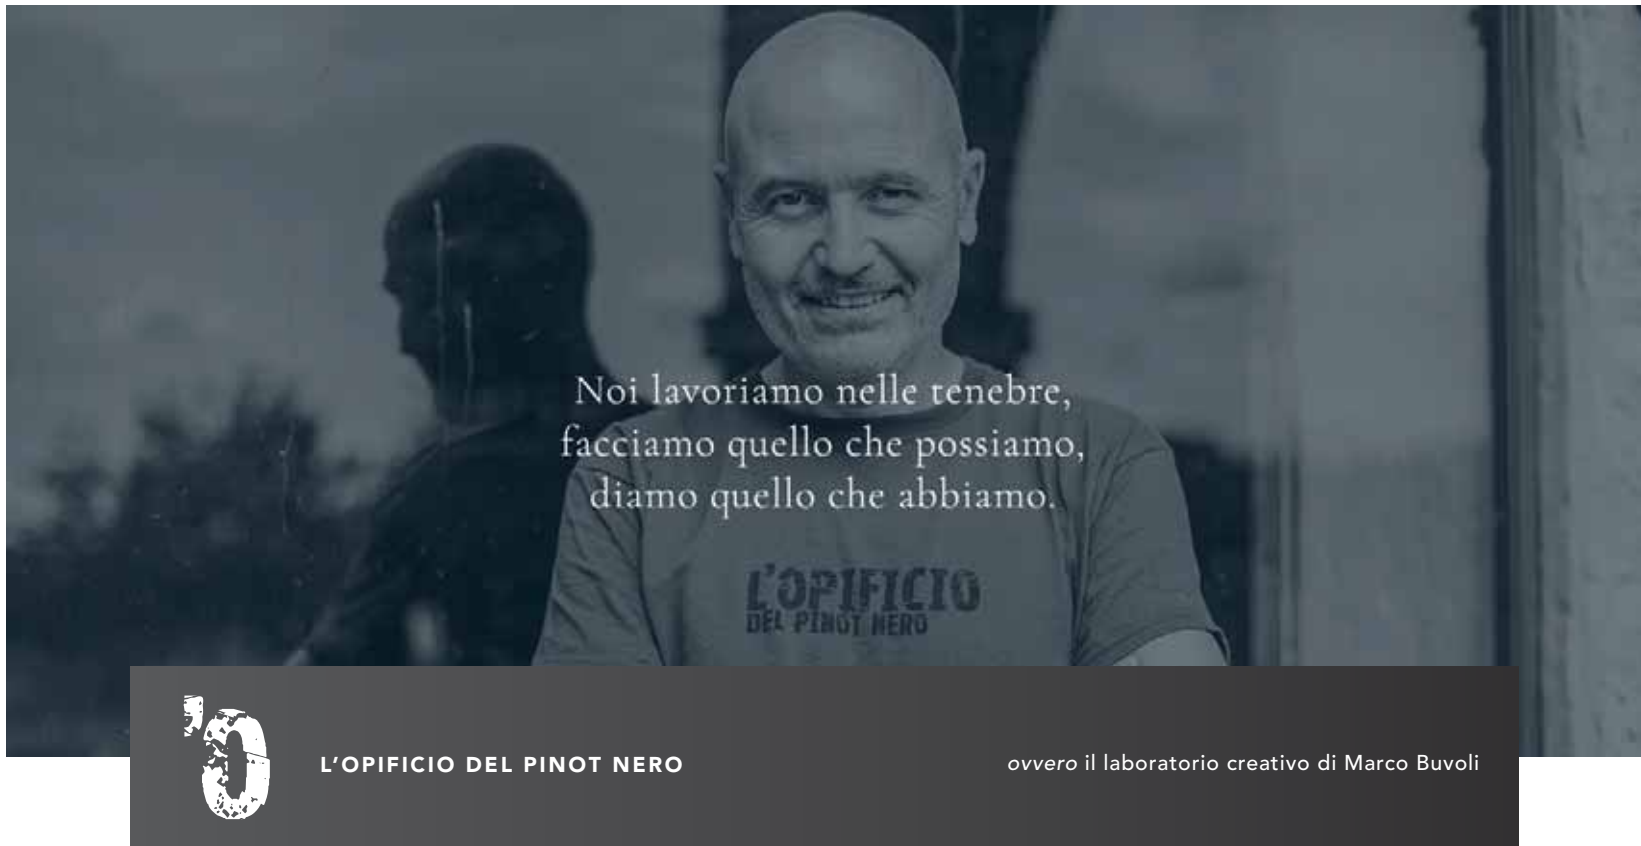 Noi lavoriamo nelle tenebre,
facciamo quello che possiamo,
diamo quello che abbiamo.
L'OPIFICIO
DEL PINOT NERO
'O
L'OPIFICIO DEL PINOT NERO
ovvero il laboratorio creativo di Marco Buvoli